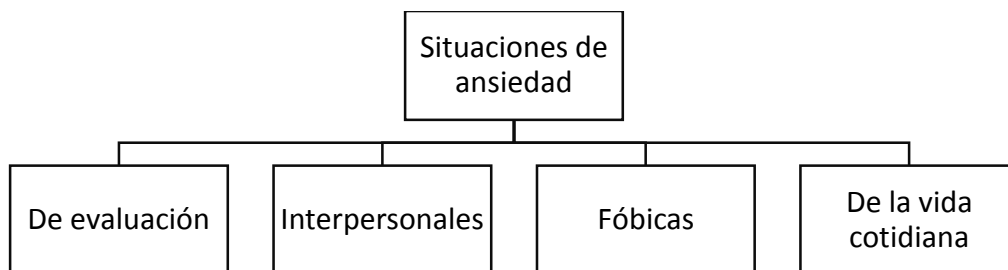 Situaciones de
ansiedad
De evaluación
Interpersonales
Fóbicas
De la vida
cotidiana